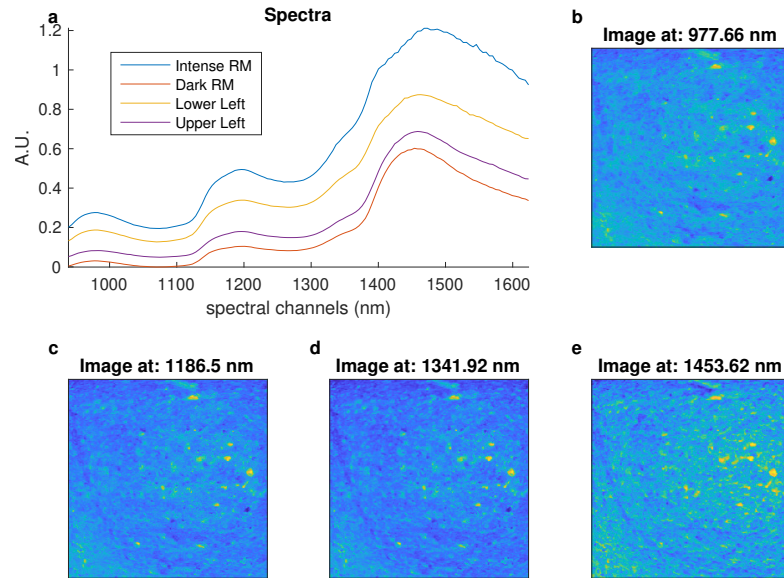 a
Spectra
1.2
1
0.8
0.6
0.4
0.2
0
A.U.
Intense RM
Dark RM
Lower Left
Upper Left
1000 1100 1200 1300 1400 1500 1600
spectral channels (nm)
b
Image at: 977.66 nm
c
Image at: 1186.5 nm
d
Image at: 1341.92 nm
e
Image at: 1453.62 nm